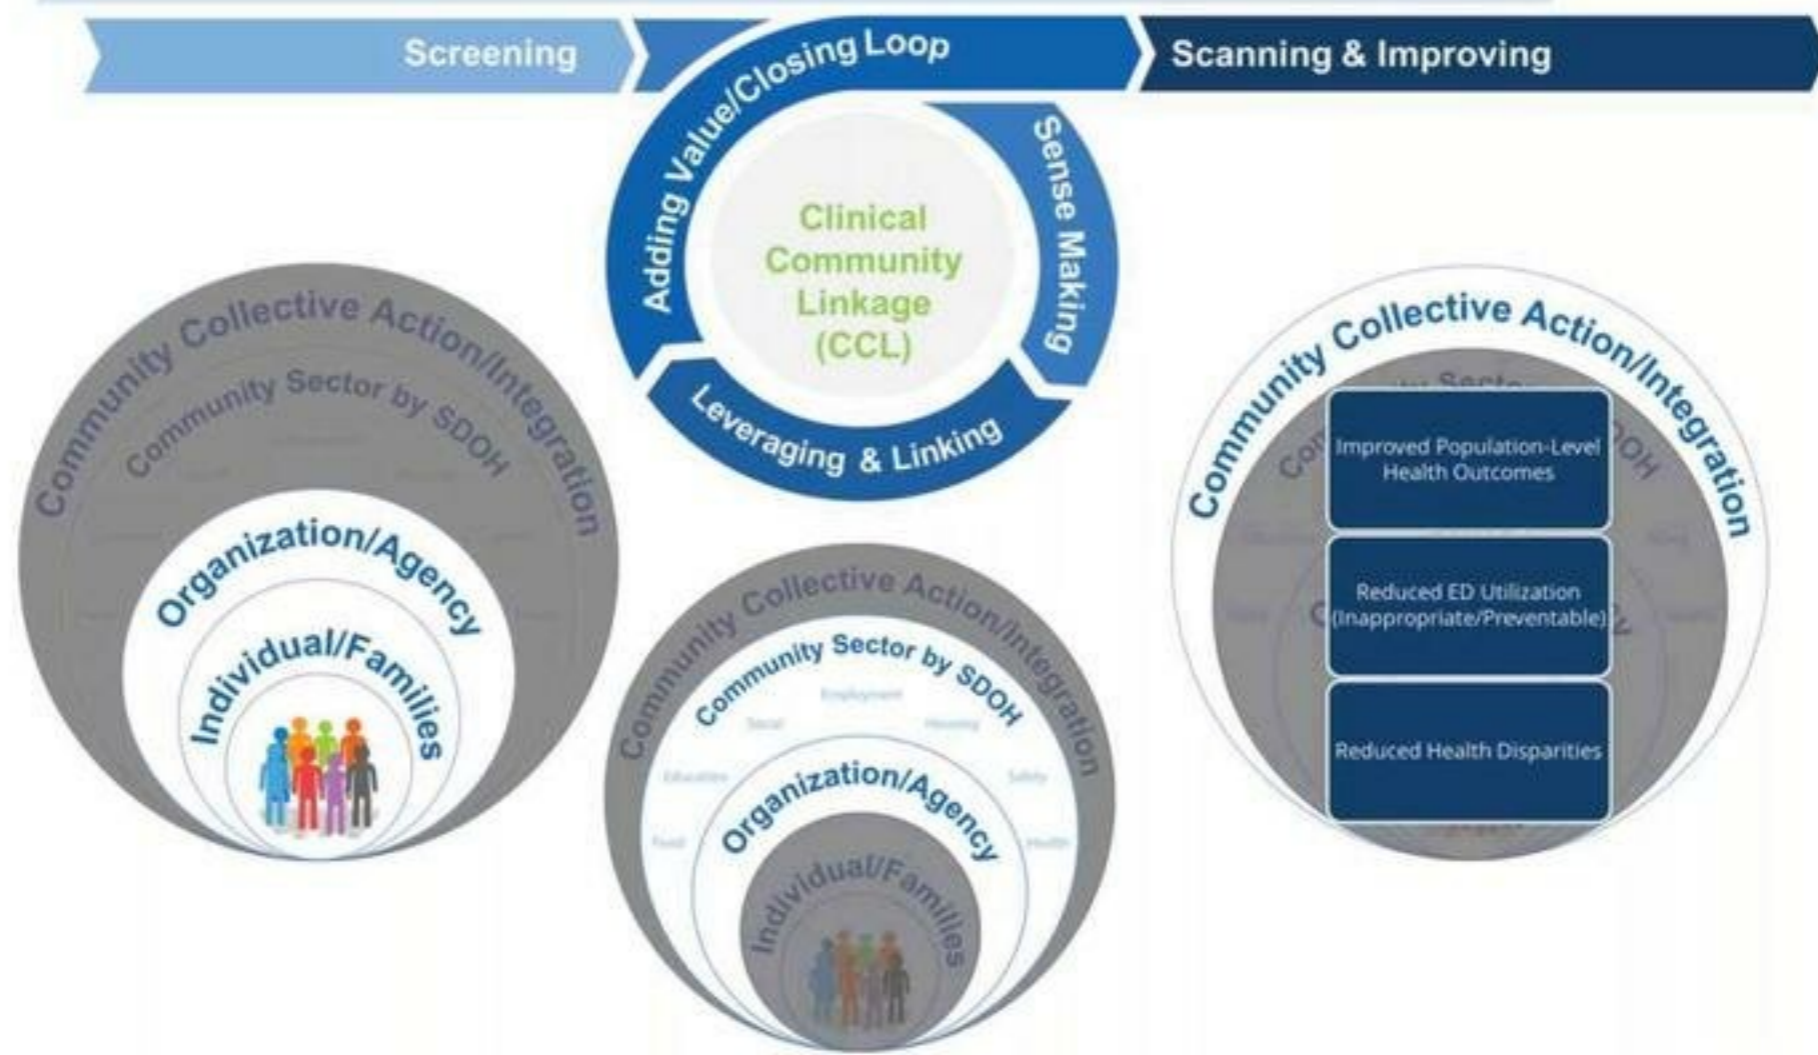 Screening
Adding Value/Closing Loop
Scanning & Improving
Sense Making
Leveraging & Linking
Clinical
Community
Linkage
(CCL)
Community Collective Action/Integration
Community Sector by SDOH
Organization/Agency
Individual/Families
Community Collective Action/Integration
Community Sector by SDOH
Employment
Social
Housing
Education
Safety
Food
Health
Organization/Agency
Individual/Families
Community Collective Action/Integration
Improved Population-Level
Health Outcomes
Reduced ED Utilization
(Inappropriate/Preventable)
Reduced Health Disparities